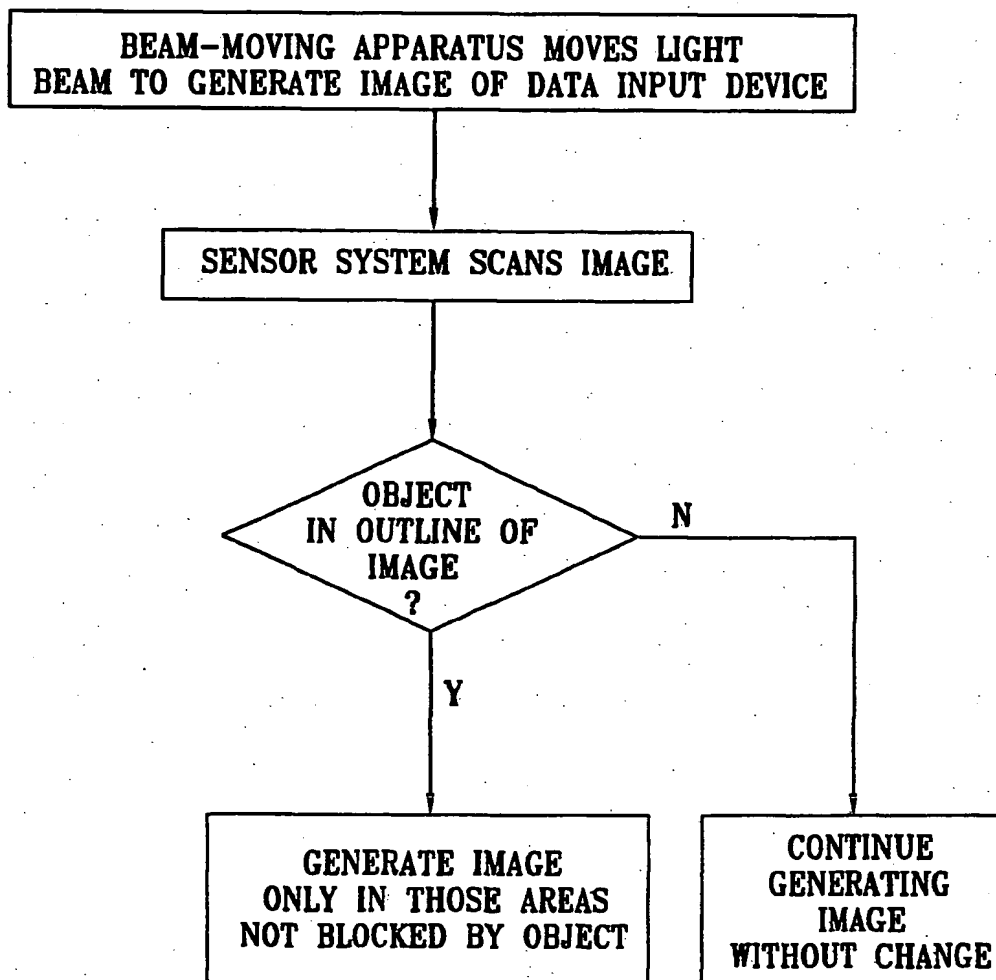 BEAM-MOVING APPARATUS MOVES LIGHT
BEAM TO GENERATE IMAGE OF DATA INPUT DEVICE
SENSOR SYSTEM SCANS IMAGE
OBJECT
IN OUTLINE OF
IMAGE
?
N
Y
GENERATE IMAGE
ONLY IN THOSE AREAS
NOT BLOCKED BY OBJECT
CONTINUE
GENERATING
IMAGE
WITHOUT CHANGE